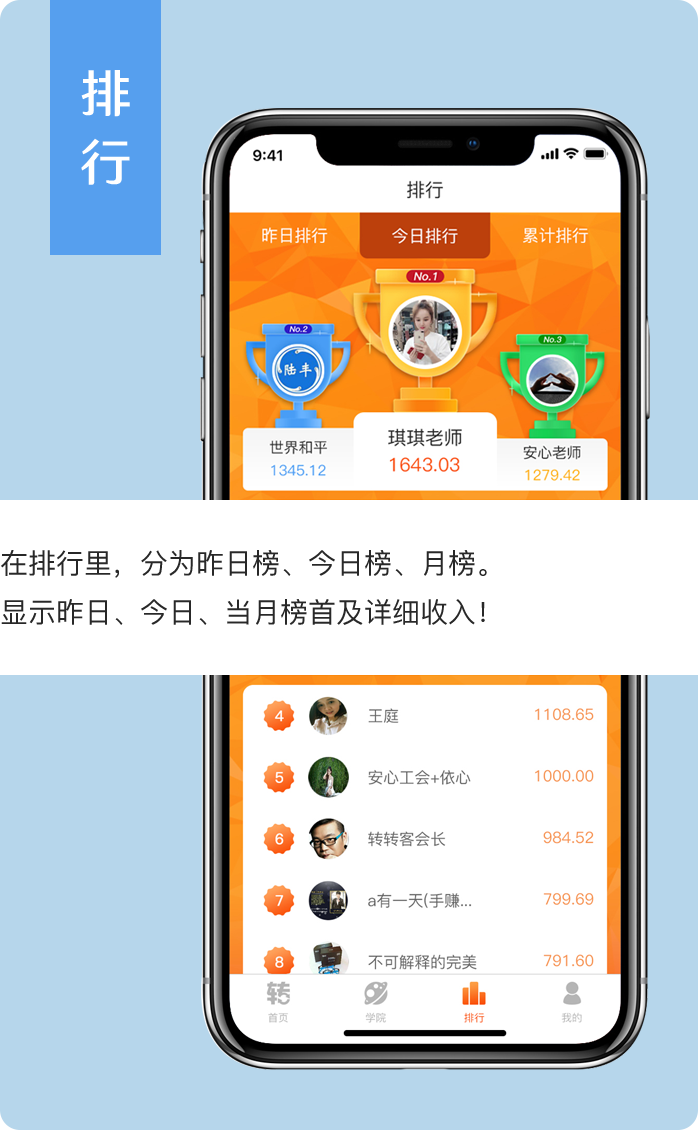 排
行
9:41
排行
昨日排行
今日排行
累计排行
No.1
No.2
No.3
陆丰
世界和平
琪琪老师
安心老师
1345.12
1643.03
1279.42
在排行里，分为昨日榜、今日榜、月榜。
显示昨日、今日、当月榜首及详细收入！
4 王庭 1108.65
5 安心工会+依心 1000.00
6 转转客会长 984.52
7 a有一天(手赚... 799.69
8 不可解释的完美 791.60
转
首页
学院
排行
我的